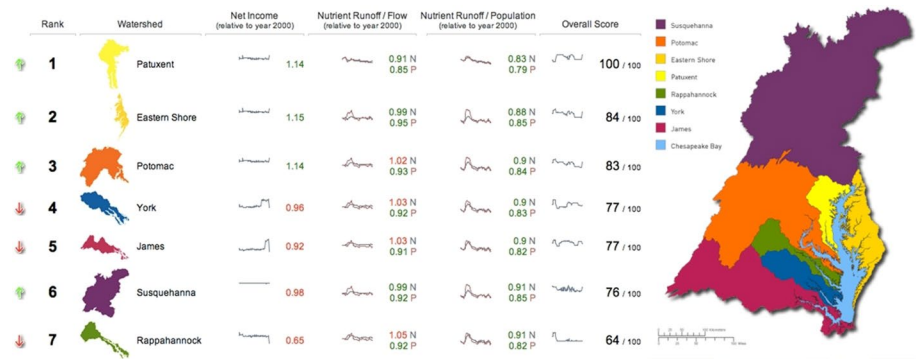 Rank Watershed Net Income Nutrient Runoff / Flow Nutrient Runoff / Population Overall Score
(relative to year 2000) (relative to year 2000) (relative to year 2000)
1 Patuxent 1.14 0.91 N 0.83 N 100 / 100
0.85 P 0.79 P
2 Eastern Shore 1.15 0.99 N 0.88 N 84 / 100
0.95 P 0.85 P
3 Potomac 1.14 1.02 N 0.9 N 83 / 100
0.93 P 0.84 P
4 York 0.96 1.03 N 0.9 N 77 / 100
0.92 P 0.83 P
5 James 0.92 1.03 N 0.9 N 77 / 100
0.91 P 0.82 P
6 Susquehanna 0.98 0.99 N 0.91 N 76 / 100
0.92 P 0.85 P
7 Rappahannock 0.65 1.05 N 0.91 N 64 / 100
0.92 P 0.82 P
Susquehanna
Potomac
Eastern Shore
Patuxent
Rappahannock
York
James
Chesapeake Bay